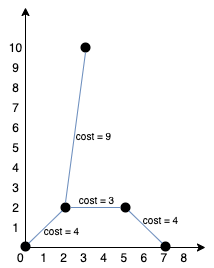 10
9
8
7
cost = 9
6
5
4
3
cost = 3
2
cost = 4
1
cost = 4
0 1 2 3 4 5 6 7 8